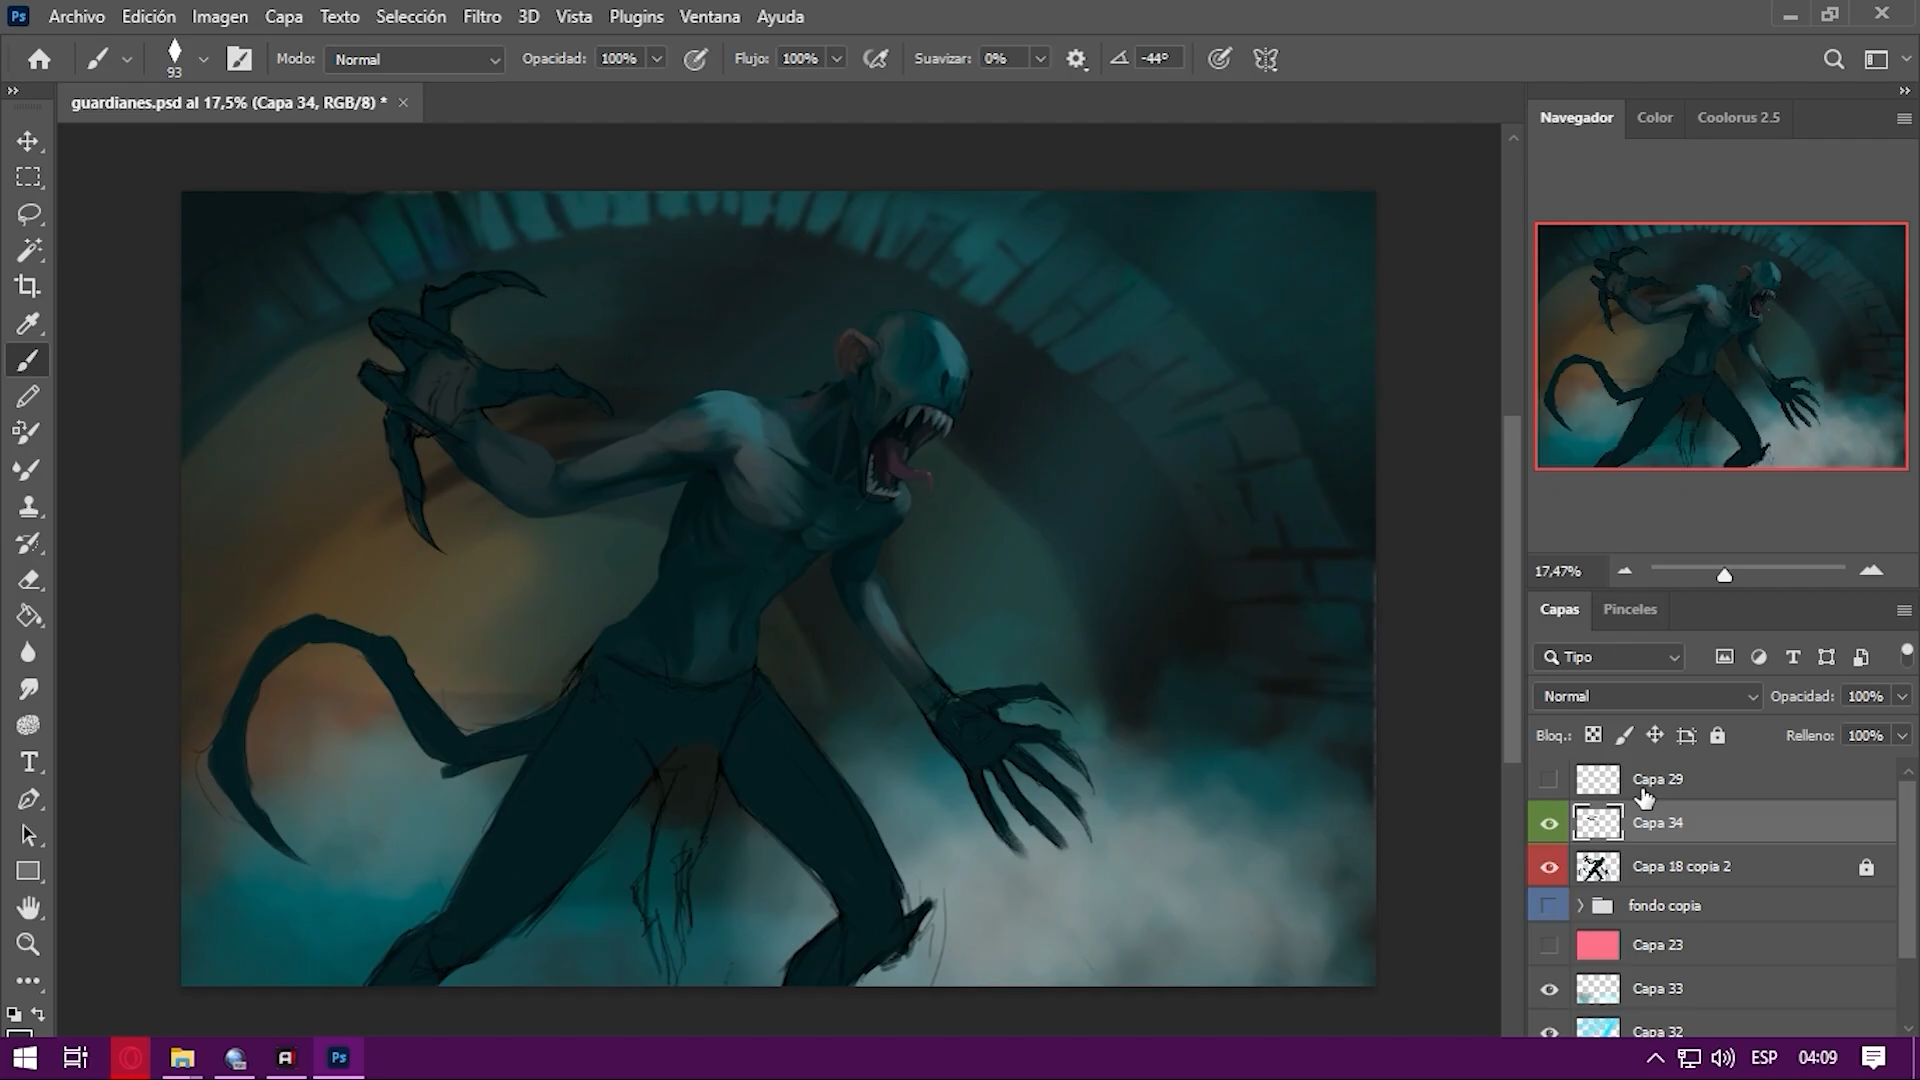 Ps Archivo Edición Imagen Capa Texto Selección Filtro 3D Vista Plugins Ventana Ayuda
93 Modo: Normal Opacidad: 100% Flujo: 100% Suavizar: 0% -44°
guardianes.psd al 17,5% (Capa 34, RGB/8) *
Navegador Color Coolorus 2.5
17,47%
Capas Pinceles
Tipo
Normal Opacidad: 100%
Bloq.: Relleno: 100%
Capa 29
Capa 34
Capa 18 copia 2
fondo copia
Capa 23
Capa 33
Capa 32
Ps ESP 04:09